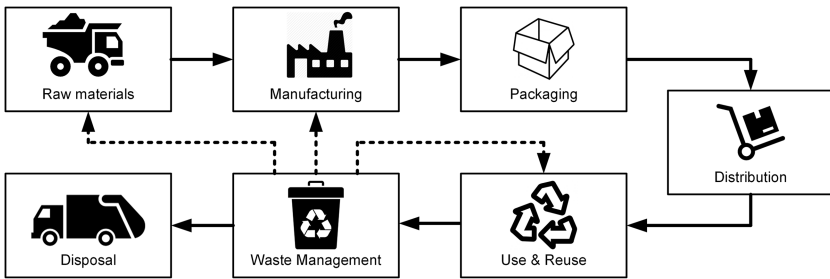 Raw materials
Manufacturing
Packaging
Distribution
Disposal
Waste Management
Use & Reuse